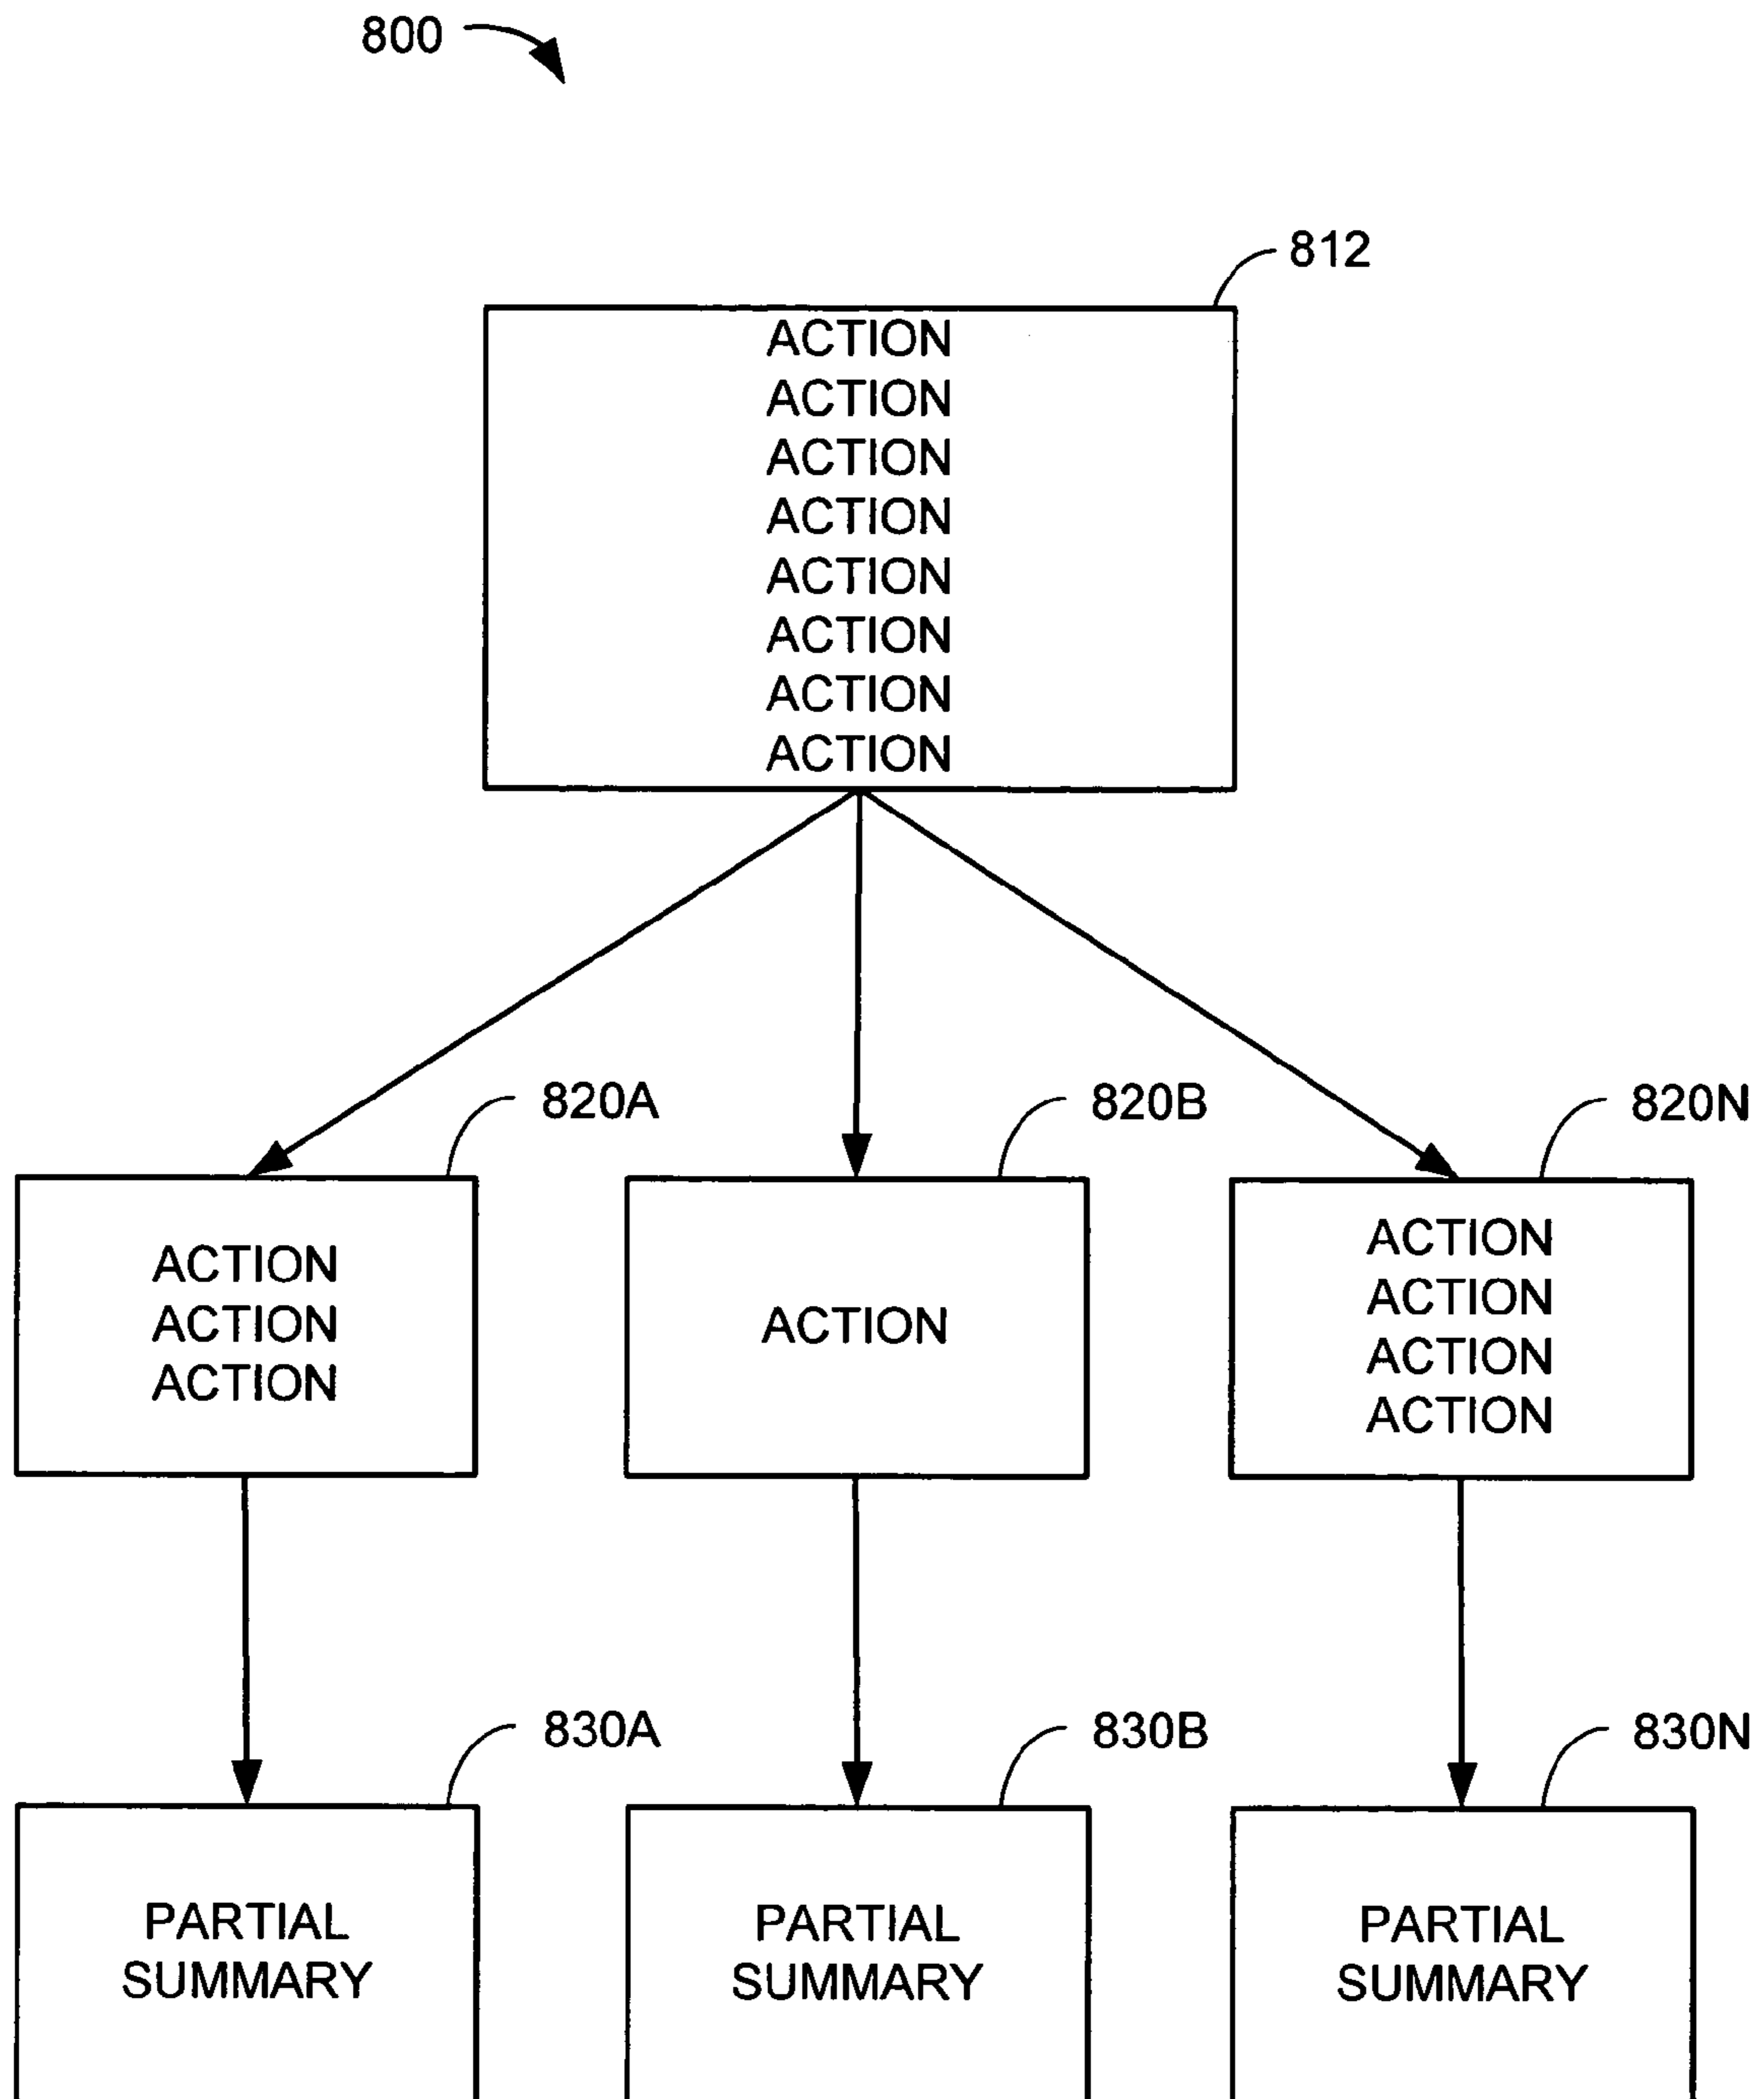 800
812
ACTION
ACTION
ACTION
ACTION
ACTION
ACTION
ACTION
ACTION
820A
820B
820N
ACTION
ACTION
ACTION
ACTION
ACTION
ACTION
ACTION
ACTION
830A
830B
830N
PARTIAL
SUMMARY
PARTIAL
SUMMARY
PARTIAL
SUMMARY